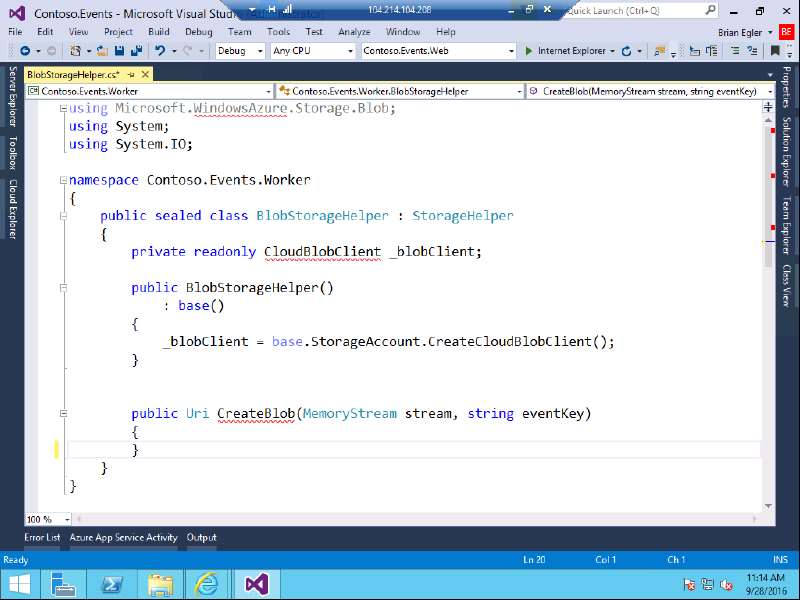 Contoso.Events - Microsoft Visual Stud
104.214.104.208
Quick Launch (Ctrl+Q)
File Edit View Project Build Debug Team Tools Test Analyze Window Help
Brian Egler BE
Debug Any CPU Contoso.Events.Web Internet Explorer
BlobStorageHelper.cs*
Contoso.Events.Worker Contoso.Events.Worker.BlobStorageHelper CreateBlob(MemoryStream stream, string eventKey)
Server Explorer
Toolbox
Cloud Explorer
using Microsoft.WindowsAzure.Storage.Blob;
using System;
using System.IO;
namespace Contoso.Events.Worker
{
public sealed class BlobStorageHelper : StorageHelper
{
private readonly CloudBlobClient _blobClient;
public BlobStorageHelper()
: base()
{
_blobClient = base.StorageAccount.CreateCloudBlobClient();
}
public Uri CreateBlob(MemoryStream stream, string eventKey)
{
}
}
}
Properties
Solution Explorer
Team Explorer
Class View
100 %
Error List Azure App Service Activity Output
Ready Ln 20 Col 1 Ch 1 INS
11:14 AM
9/28/2016